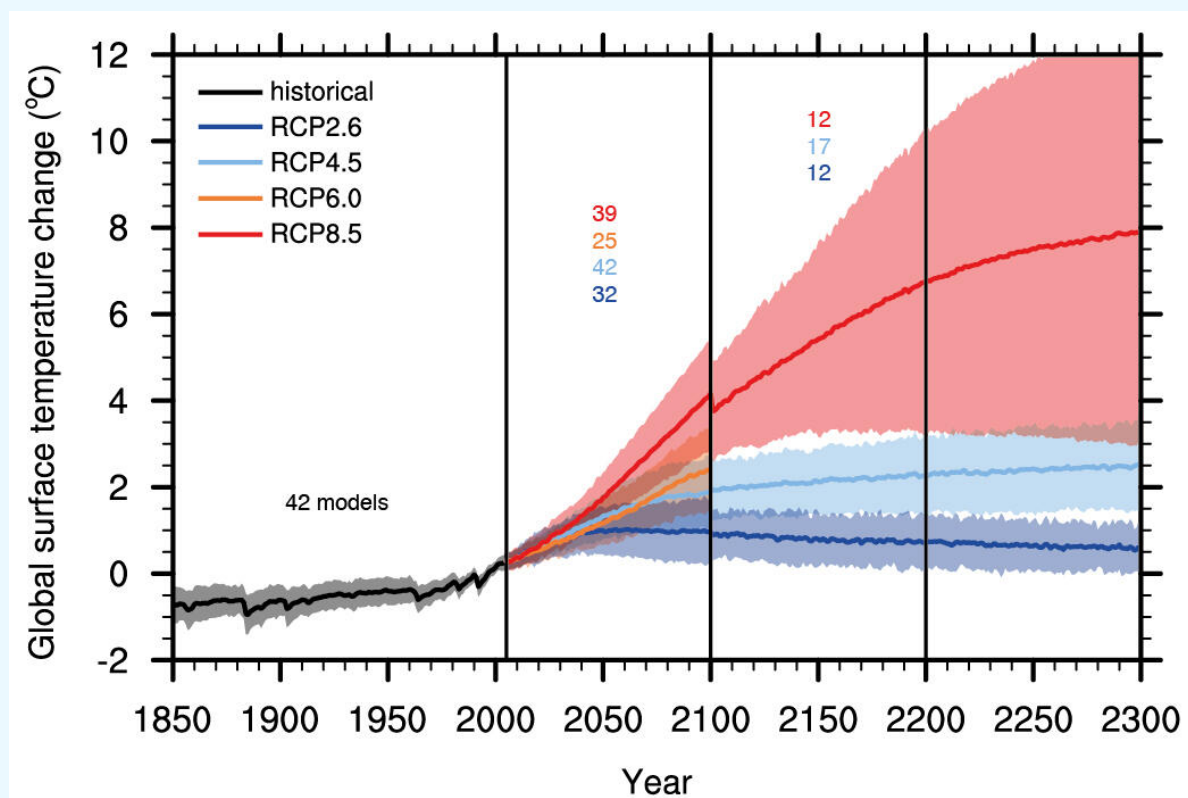 Global surface temperature change (°C)
12
10
8
6
4
2
0
-2
historical
RCP2.6
RCP4.5
RCP6.0
RCP8.5
42 models
39
25
42
32
12
17
12
1850 1900 1950 2000 2050 2100 2150 2200 2250 2300
Year